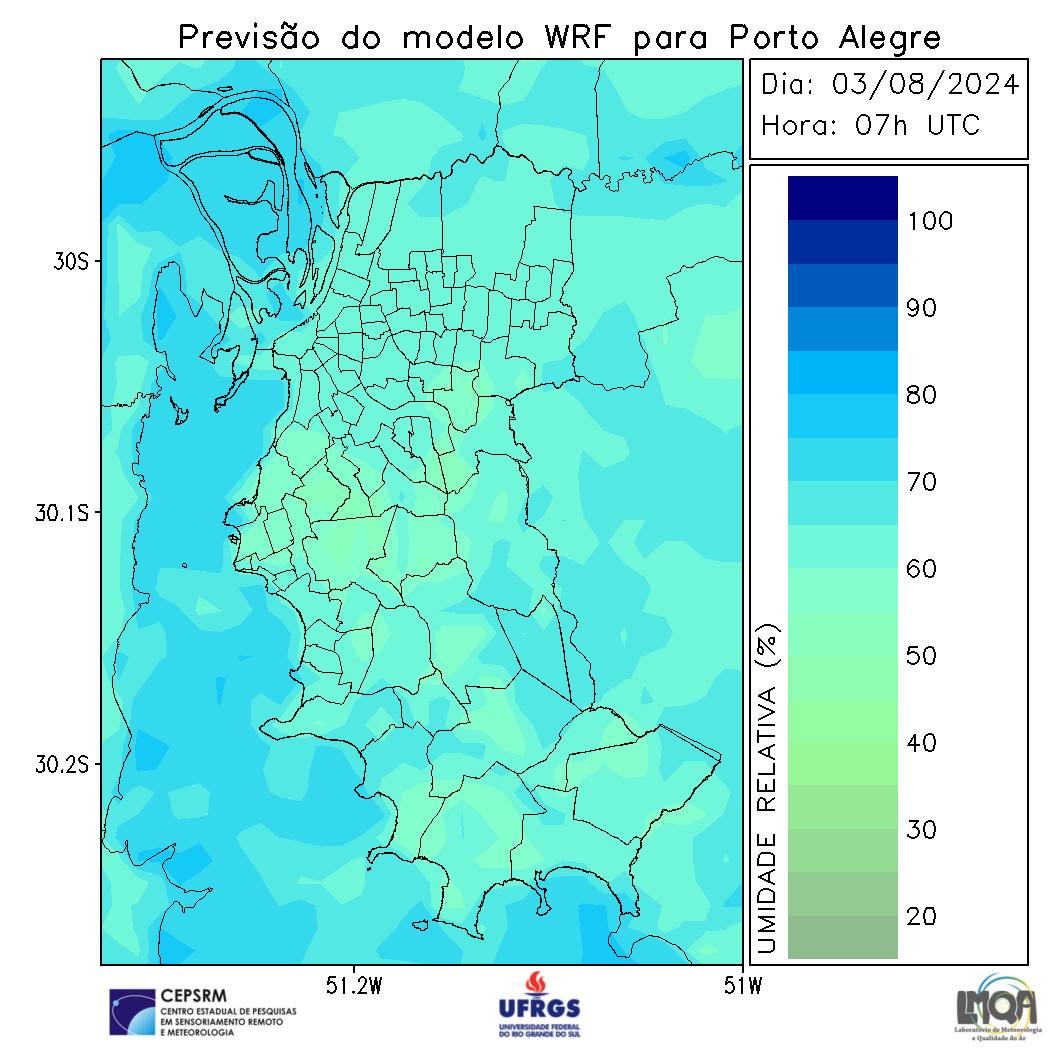 Previsão do modelo WRF para Porto Alegre
Dia: 03/08/2024
Hora: 07h UTC
30S
30.1S
30.2S
51.2W
51W
100
90
80
70
60
50
40
30
20
UMIDADE RELATIVA (%)
CEPSRM
CENTRO ESTADUAL DE PESQUISAS
EM SENSORIAMENTO REMOTO
E METEOROLOGIA
UFRGS
UNIVERSIDADE FEDERAL
DO RIO GRANDE DO SUL
LMQA
Laboratório de Meteorologia
e Qualidade do Ar